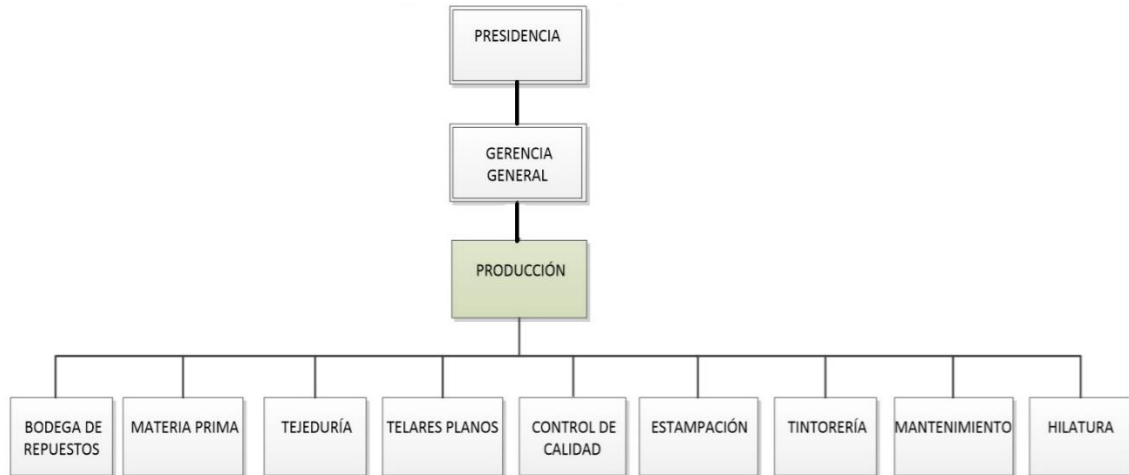 PRESIDENCIA
GERENCIA
GENERAL
PRODUCCIÓN
BODEGA DE
REPUESTOS
MATERIA PRIMA
TEJEDURÍA
TELARES PLANOS
CONTROL DE
CALIDAD
ESTAMPACIÓN
TINTORERÍA
MANTENIMIENTO
HILATURA